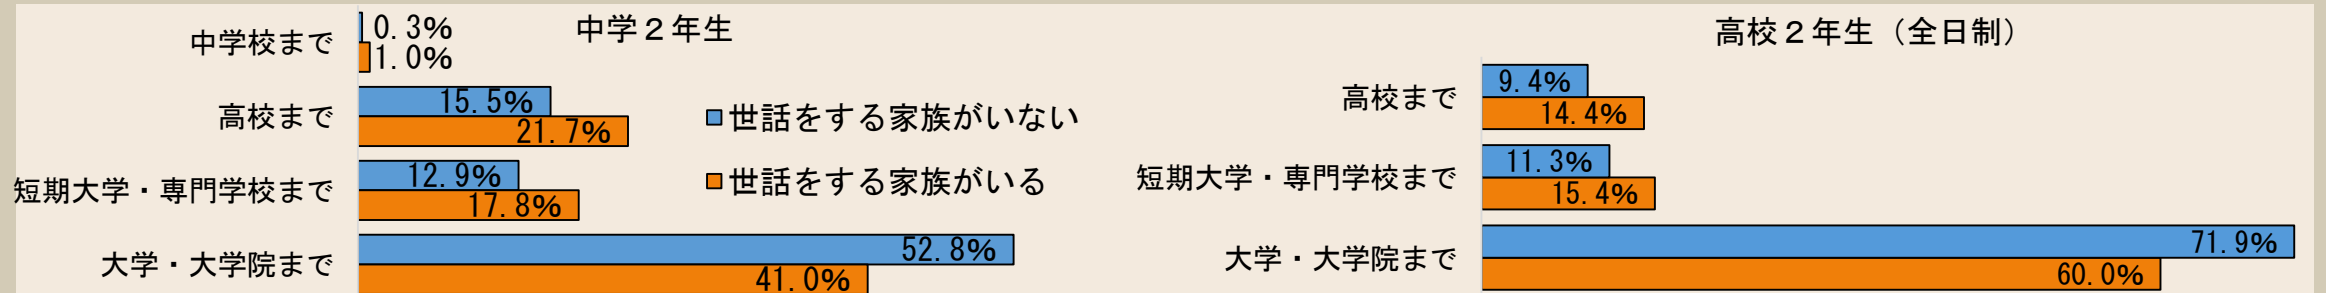 中学２年生
中学校まで
0.3%
1.0%
高校まで
15.5%
21.7%
短期大学・専門学校まで
12.9%
17.8%
大学・大学院まで
52.8%
41.0%
■世話をする家族がいない
■世話をする家族がいる
高校２年生（全日制）
高校まで
9.4%
14.4%
短期大学・専門学校まで
11.3%
15.4%
大学・大学院まで
71.9%
60.0%